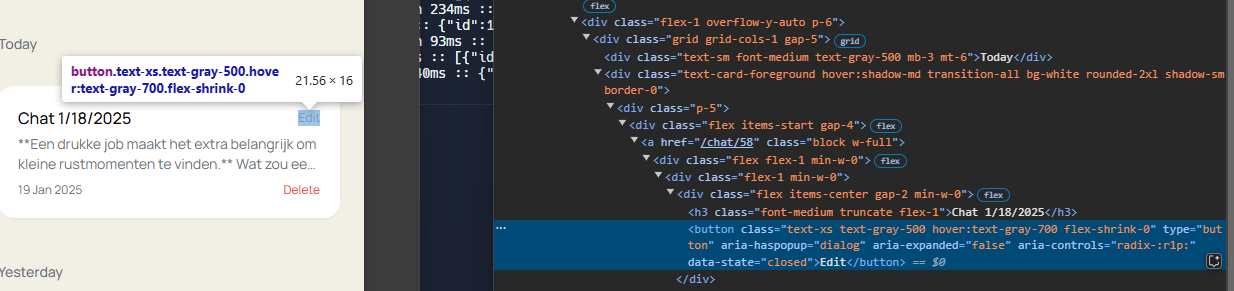 Today
button.text-xs.text-gray-500.hove
r:text-gray-700.flex-shrink-0
21.56 × 16
Chat 1/18/2025
Edit
**Een drukke job maakt het extra belangrijk om
kleine rustmomenten te vinden.** Wat zou ee...
19 Jan 2025
Delete
Yesterday
234ms ::
:: {"id":1
93ms ::
:: [{"id
40ms :: {"
flex
<div class="flex-1 overflow-y-auto p-6">
<div class="grid grid-cols-1 gap-5"> grid
<div class="text-sm font-medium text-gray-500 mb-3 mt-6">Today</div>
<div class="text-card-foreground hover:shadow-md transition-all bg-white rounded-2xl shadow-sm
border-0">
<div class="p-5">
<div class="flex items-start gap-4"> flex
<a href="/chat/58" class="block w-full">
<div class="flex flex-1 min-w-0"> flex
<div class="flex-1 min-w-0">
<div class="flex items-center gap-2 min-w-0"> flex
<h3 class="font-medium truncate flex-1">Chat 1/18/2025</h3>
<button class="text-xs text-gray-500 hover:text-gray-700 flex-shrink-0" type="but
ton" aria-haspopup="dialog" aria-expanded="false" aria-controls="radix-:r1p:"
data-state="closed">Edit</button> == $0
</div>